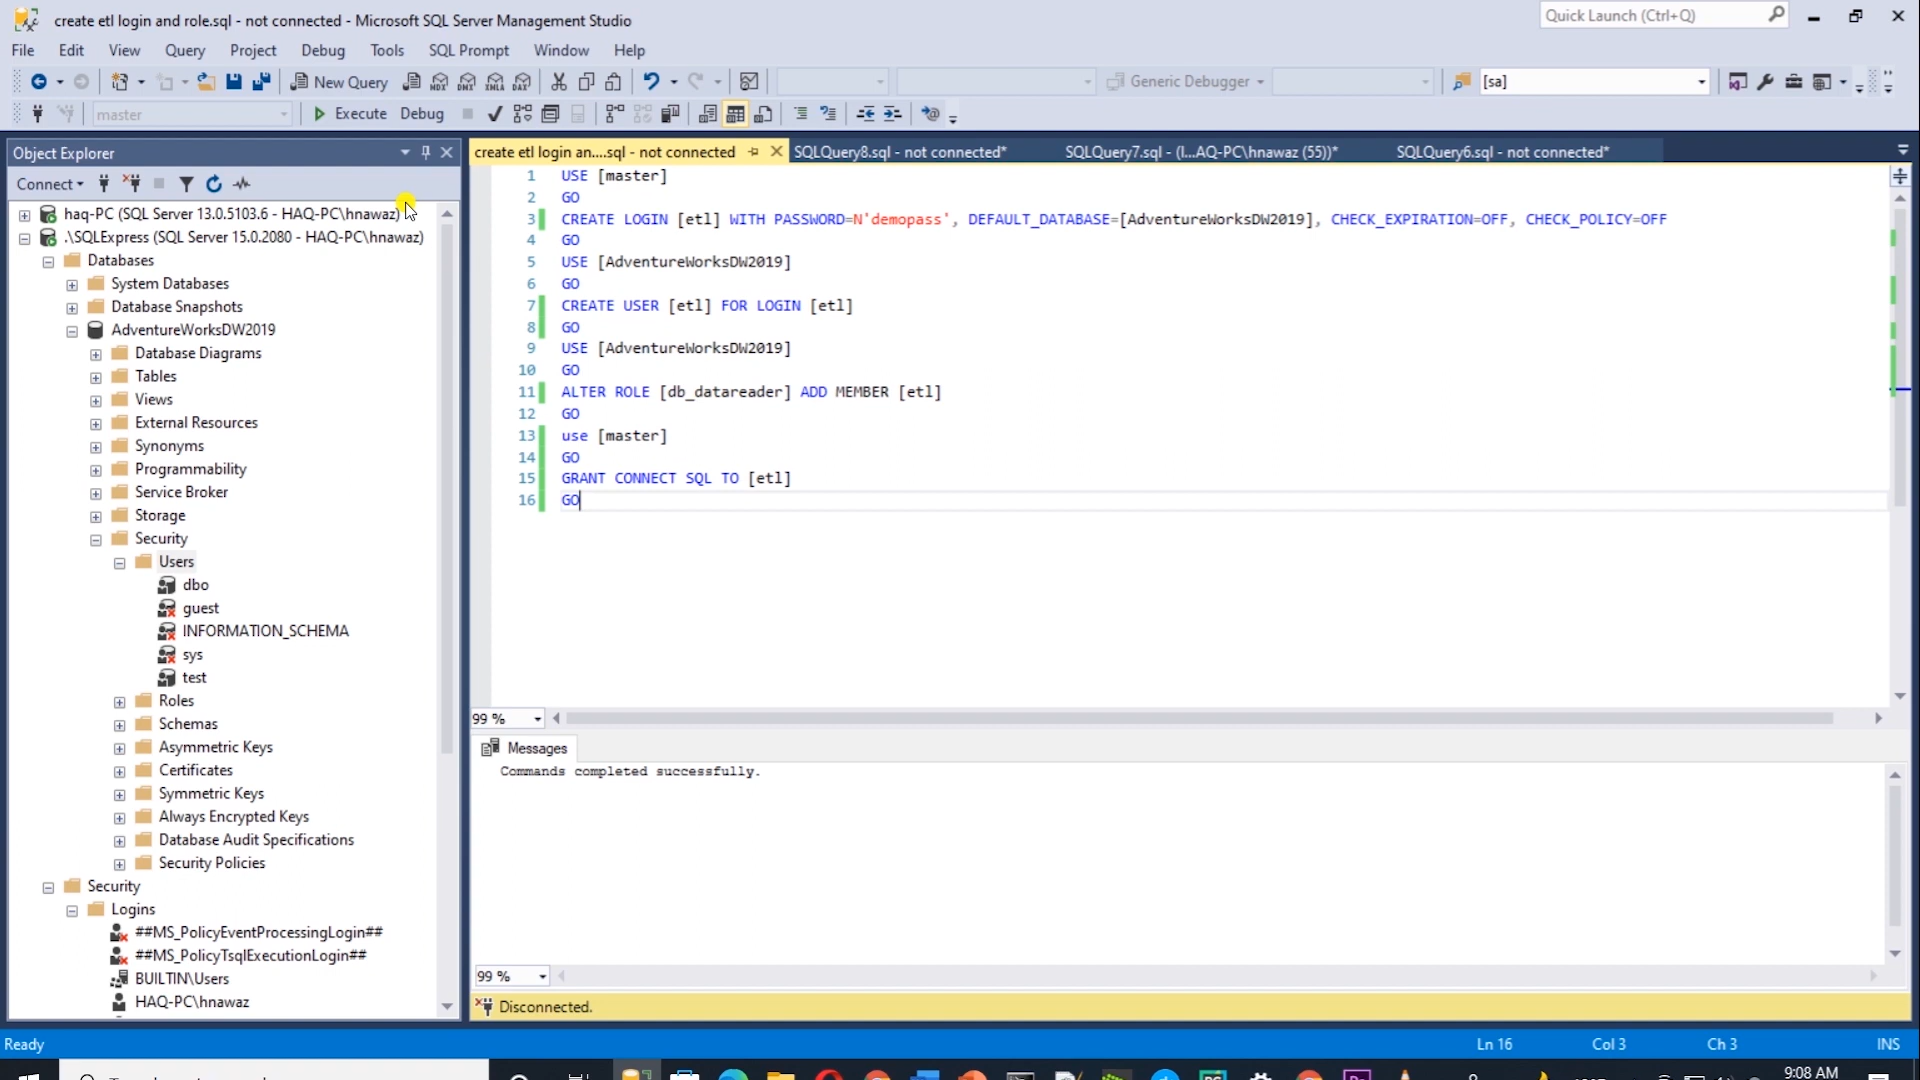 create etl login and role.sql - not connected - Microsoft SQL Server Management Studio
Quick Launch (Ctrl+Q)
File Edit View Query Project Debug Tools SQL Prompt Window Help
New Query
MDX DMX XMLA DAX
Generic Debugger
[sa]
master
Execute Debug
Object Explorer
Connect
haq-PC (SQL Server 13.0.5103.6 - HAQ-PC\hnawaz)
.\SQLExpress (SQL Server 15.0.2080 - HAQ-PC\hnawaz)
Databases
System Databases
Database Snapshots
AdventureWorksDW2019
Database Diagrams
Tables
Views
External Resources
Synonyms
Programmability
Service Broker
Storage
Security
Users
dbo
guest
INFORMATION_SCHEMA
sys
test
Roles
Schemas
Asymmetric Keys
Certificates
Symmetric Keys
Always Encrypted Keys
Database Audit Specifications
Security Policies
Security
Logins
##MS_PolicyEventProcessingLogin##
##MS_PolicyTsqlExecutionLogin##
BUILTIN\Users
HAQ-PC\hnawaz
create etl login an....sql - not connected SQLQuery8.sql - not connected* SQLQuery7.sql - (l...AQ-PC\hnawaz (55))* SQLQuery6.sql - not connected*
1 USE [master]
2 GO
3 CREATE LOGIN [etl] WITH PASSWORD=N'demopass', DEFAULT_DATABASE=[AdventureWorksDW2019], CHECK_EXPIRATION=OFF, CHECK_POLICY=OFF
4 GO
5 USE [AdventureWorksDW2019]
6 GO
7 CREATE USER [etl] FOR LOGIN [etl]
8 GO
9 USE [AdventureWorksDW2019]
10 GO
11 ALTER ROLE [db_datareader] ADD MEMBER [etl]
12 GO
13 use [master]
14 GO
15 GRANT CONNECT SQL TO [etl]
16 GO
99 %
Messages
Commands completed successfully.
99 %
Disconnected.
Ready
Ln 16 Col 3 Ch 3 INS
9:08 AM